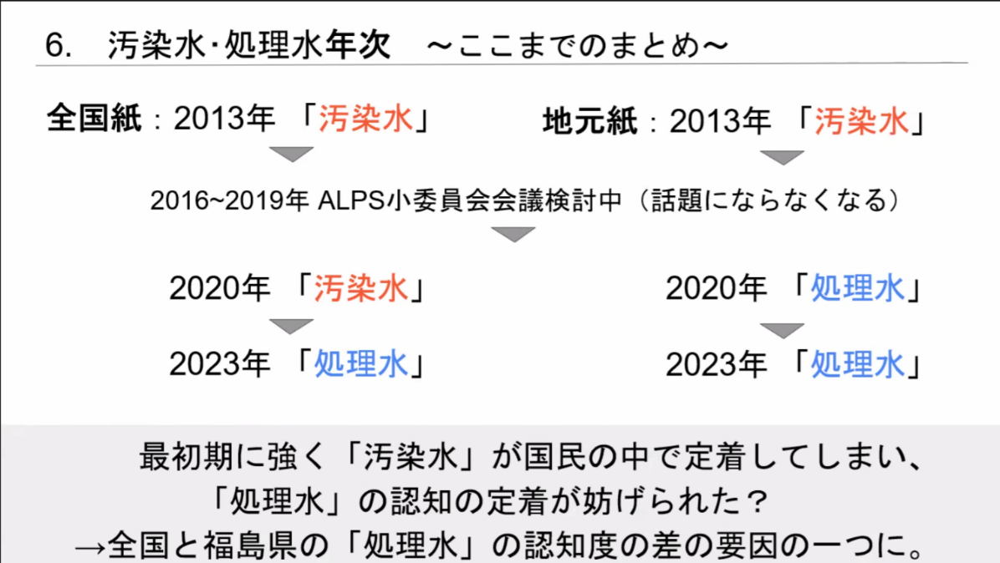 6. 汚染水・処理水年次 ～ここまでのまとめ～
全国紙：2013年 「汚染水」
地元紙：2013年 「汚染水」
2016~2019年 ALPS小委員会会議検討中（話題にならなくなる）
2020年 「汚染水」
2020年 「処理水」
2023年 「処理水」
2023年 「処理水」
最初期に強く「汚染水」が国民の中で定着してしまい、
「処理水」の認知の定着が妨げられた？
→全国と福島県の「処理水」の認知度の差の要因の一つに。